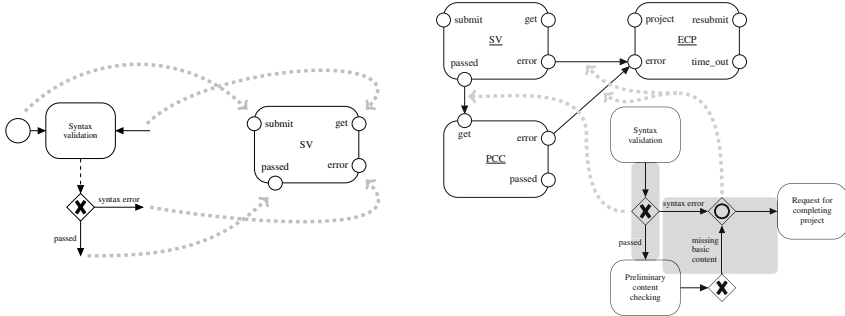 Syntax
validation
syntax error
passed
submit
get
SV
passed
error
submit
get
SV
passed
error
project
resubmit
ECP
error
time_out
get
PCC
error
passed
Syntax
validation
syntax error
passed
missing
basic
content
Request for
completing
project
Preliminary
content
checking